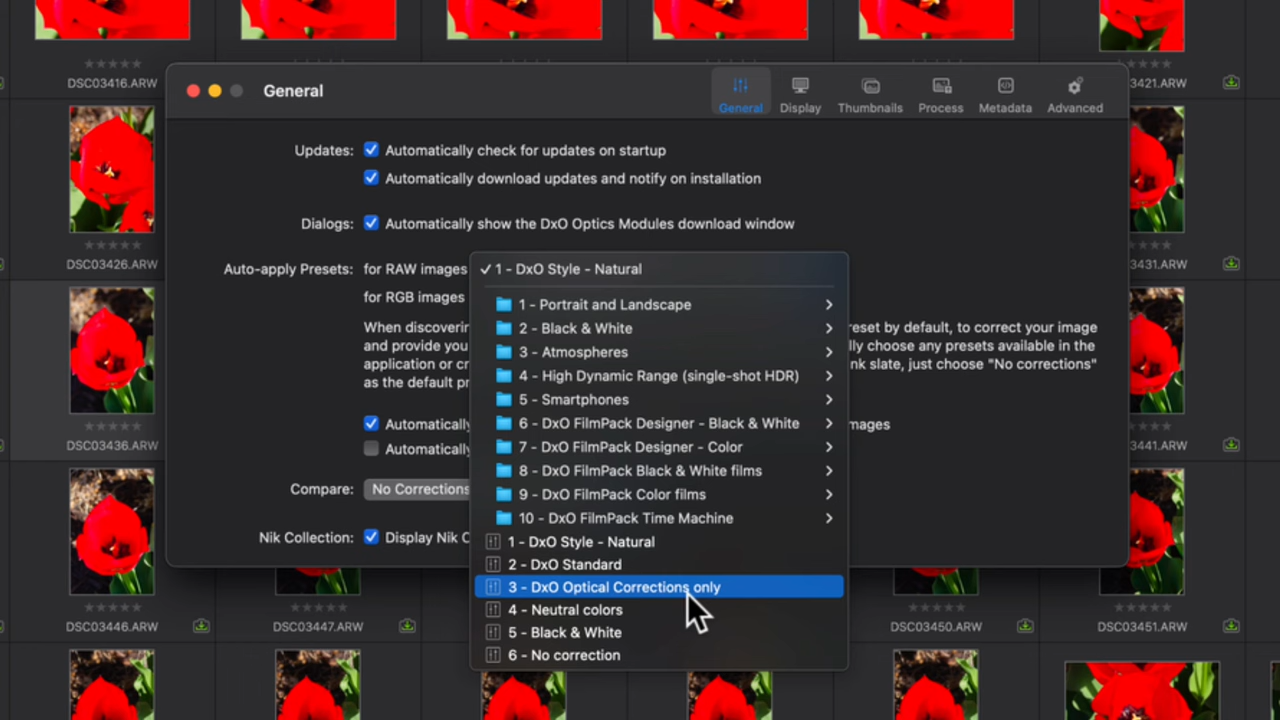 DSC03416.ARW
3421.ARW
General
General
Display
Thumbnails
Process
Metadata
Advanced
Updates:
Automatically check for updates on startup
Automatically download updates and notify on installation
Dialogs:
Automatically show the DxO Optics Modules download window
DSC03426.ARW
3431.ARW
Auto-apply Presets:
for RAW images
✓ 1 - DxO Style - Natural
for RGB images
1 - Portrait and Landscape
2 - Black & White
3 - Atmospheres
4 - High Dynamic Range (single-shot HDR)
5 - Smartphones
6 - DxO FilmPack Designer - Black & White
7 - DxO FilmPack Designer - Color
8 - DxO FilmPack Black & White films
9 - DxO FilmPack Color films
10 - DxO FilmPack Time Machine
1 - DxO Style - Natural
2 - DxO Standard
3 - DxO Optical Corrections only
4 - Neutral colors
5 - Black & White
6 - No correction
When discoverin reset by default, to correct your image
and provide you lly choose any presets available in the
application or cr nk slate, just choose "No corrections"
as the default pr
Automatically mages
Automatically
DSC03436.ARW
3441.ARW
Compare:
No Corrections
Nik Collection:
Display Nik C
DSC03446.ARW
DSC03447.ARW
DSC03450.ARW
DSC03451.ARW